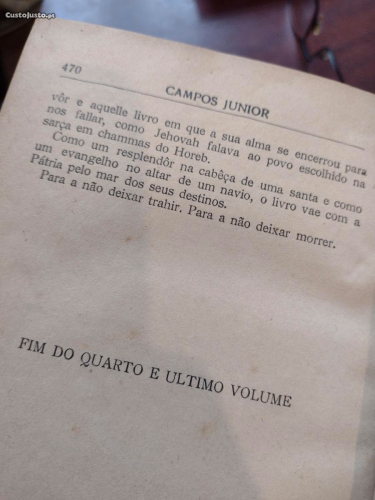 CustoJusto.pt
470
CAMPOS JUNIOR
vôr e aquelle livro em que a sua alma se encerrou para
nos fallar, como Jehovah falava ao povo escolhido na
sarça em chammas do Horeb.
Como um resplendôr na cabêça de uma santa e como
um evangelho no altar de um navio, o livro vae com a
Pátria pelo mar dos seus destinos.
Para a não deixar trahir. Para a não deixar morrer.
FIM DO QUARTO E ULTIMO VOLUME